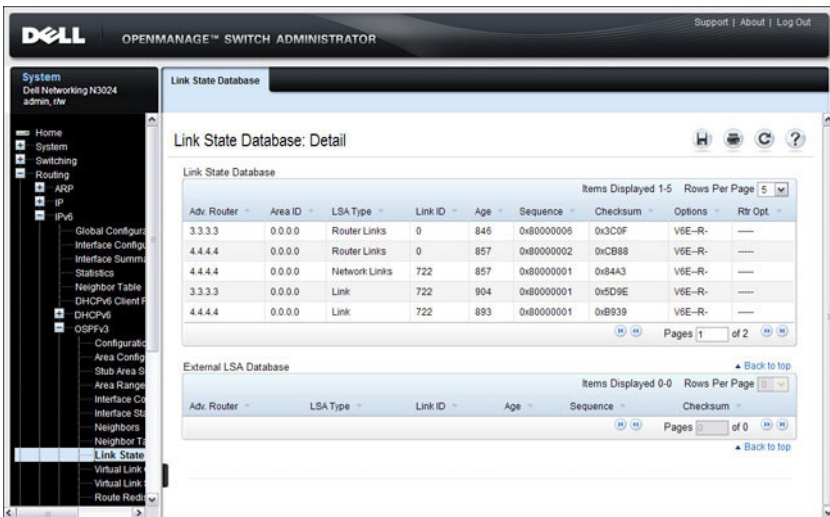 Support | About | Log Out
DELL OPENMANAGE™ SWITCH ADMINISTRATOR
System
Dell Networking N3024
admin, r/w
Link State Database
Home
System
Switching
Routing
ARP
IP
IPv6
Global Configura
Interface Configu
Interface Summa
Statistics
Neighbor Table
DHCPv6 Client
DHCPv6
OSPFv3
Configuratio
Area Config
Stub Area S
Area Range
Interface Co
Interface Sta
Neighbors
Neighbor Ta
Link State
Virtual Link
Virtual Link
Route Redis
Link State Database: Detail
Link State Database
Items Displayed 1-5 Rows Per Page 5
Adv. Router Area ID LSA Type Link ID Age Sequence Checksum Options Rtr Opt.
3.3.3.3 0.0.0.0 Router Links 0 846 0x80000006 0x3C0F V6E--R- -----
4.4.4.4 0.0.0.0 Router Links 0 857 0x80000002 0xCB88 V6E--R- -----
4.4.4.4 0.0.0.0 Network Links 722 857 0x80000001 0x84A3 V6E--R- -----
3.3.3.3 0.0.0.0 Link 722 904 0x80000001 0x5D9E V6E--R- -----
4.4.4.4 0.0.0.0 Link 722 893 0x80000001 0xB939 V6E--R- -----
Pages 1 of 2
Back to top
External LSA Database
Items Displayed 0-0 Rows Per Page 0
Adv. Router LSA Type Link ID Age Sequence Checksum
Pages 0 of 0
Back to top